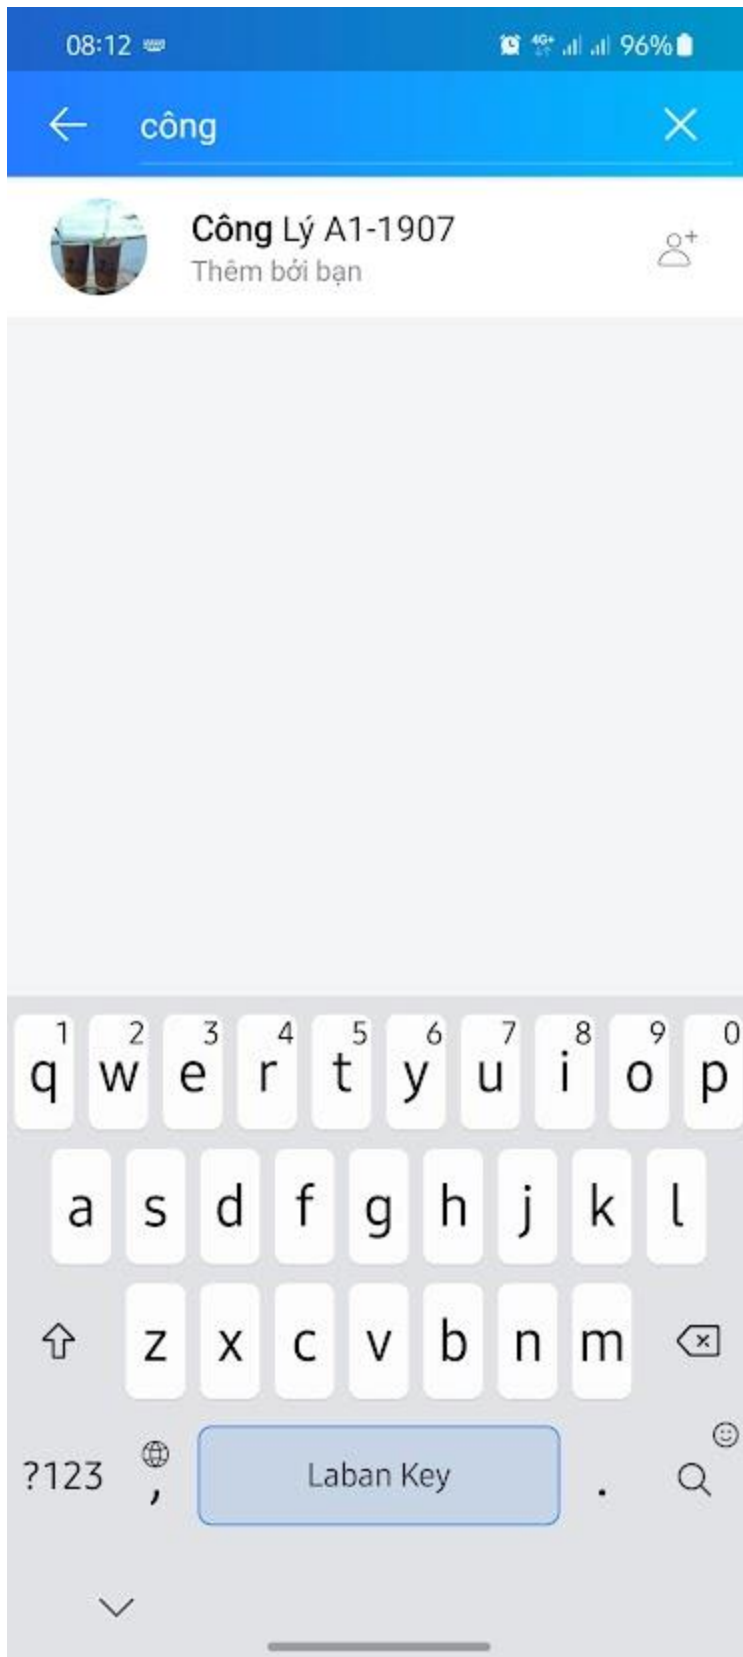 08:12 4G+ 96%
công
Công Lý A1-1907
Thêm bởi bạn
1 2 3 4 5 6 7 8 9 0
q w e r t y u i o p
a s d f g h j k l
z x c v b n m
?123 , Laban Key .